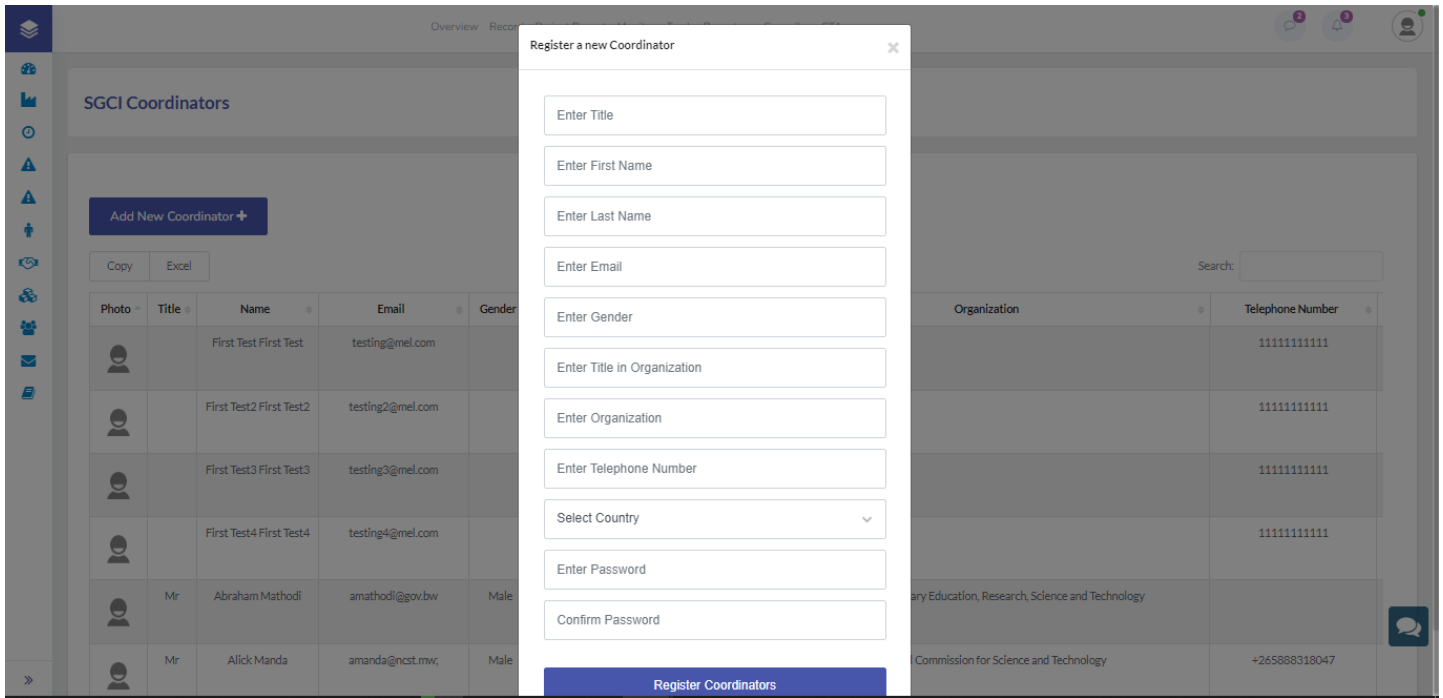 Overview
2
3
Register a new Coordinator
×
SGCI Coordinators
Enter Title
Enter First Name
Enter Last Name
Enter Email
Enter Gender
Enter Title in Organization
Enter Organization
Enter Telephone Number
Select Country
Enter Password
Confirm Password
Register Coordinators
Add New Coordinator +
Copy Excel
Search:
Photo Title Name Email Gender Organization Telephone Number
First Test First Test testing@mel.com 11111111111
First Test2 First Test2 testing2@mel.com 11111111111
First Test3 First Test3 testing3@mel.com 11111111111
First Test4 First Test4 testing4@mel.com 11111111111
Mr Abraham Mathodi amathodi@gov.bw Male ary Education, Research, Science and Technology
Mr Alick Manda amanda@ncst.mw; Male l Commission for Science and Technology +265888318047